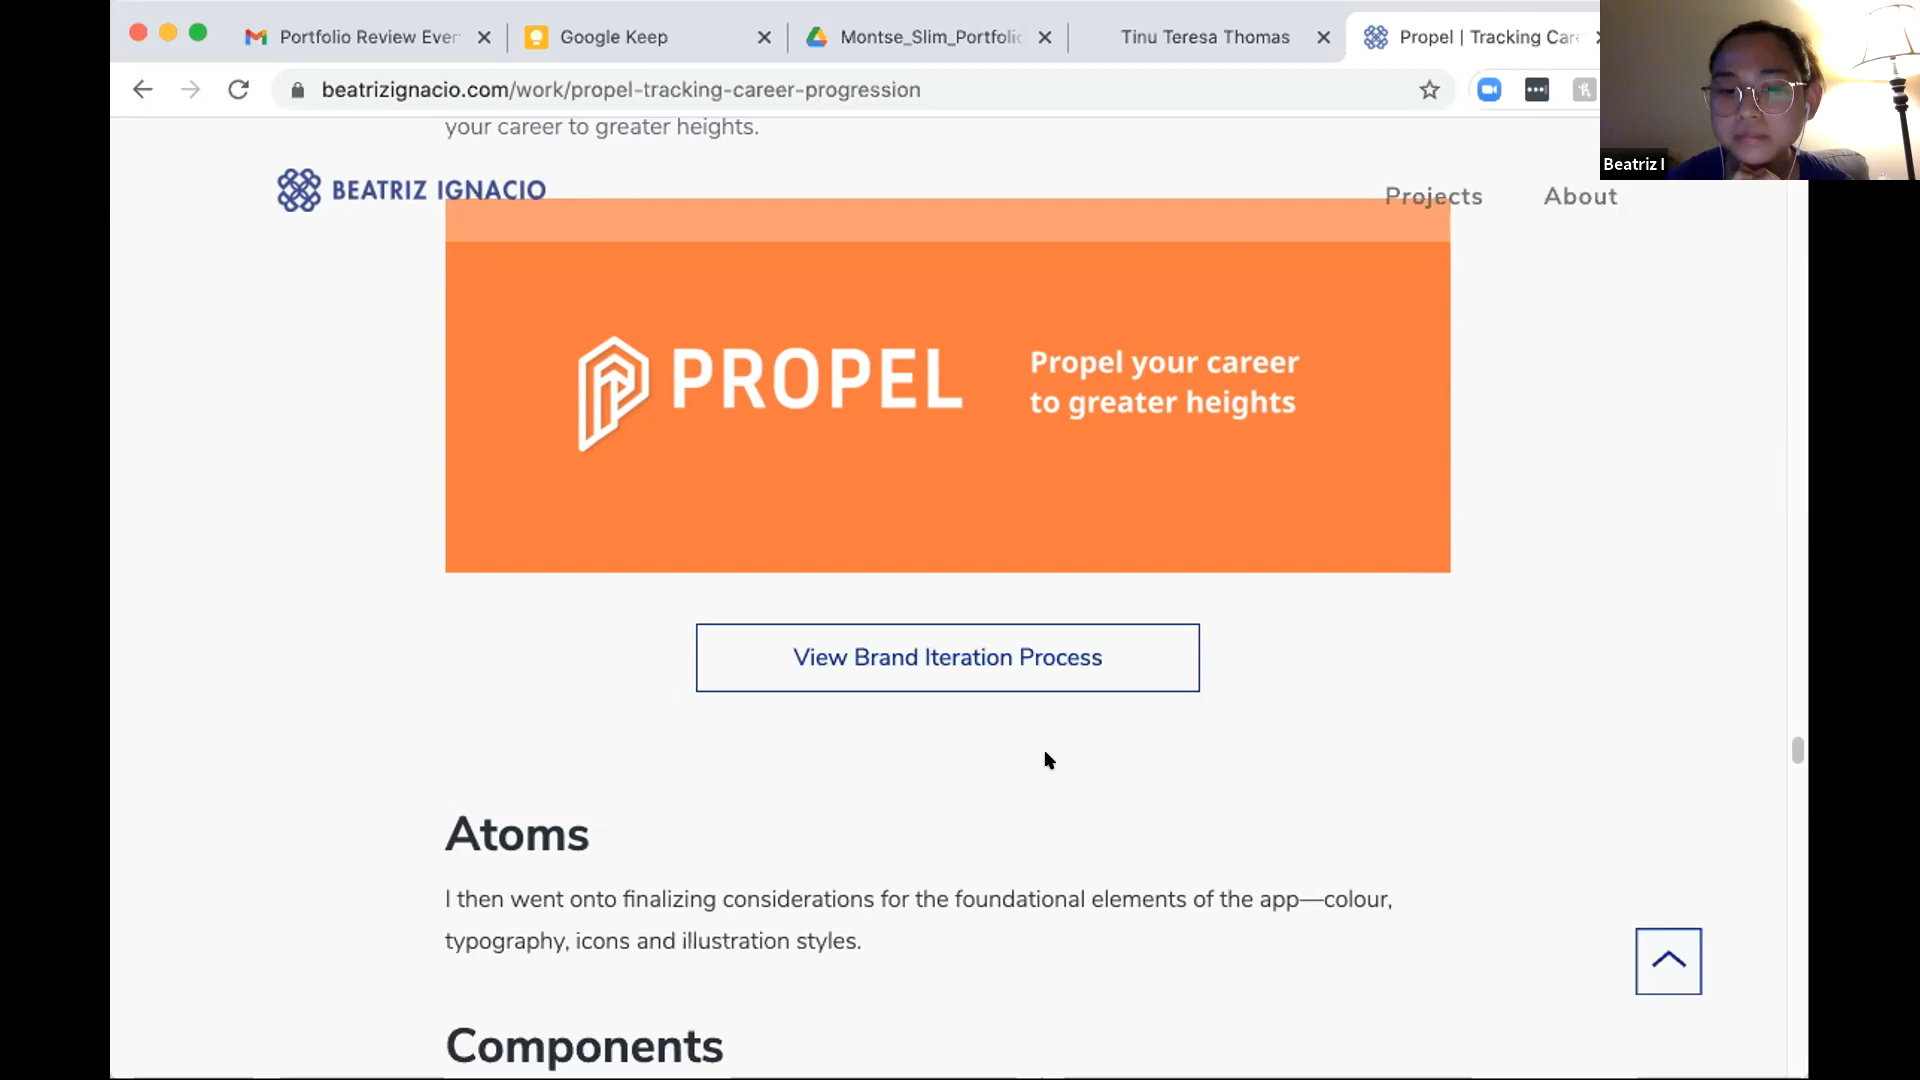 Portfolio Review Even
Google Keep
Montse_Slim_Portfolio
Tinu Teresa Thomas
Propel | Tracking Car
beatrizignacio.com/work/propel-tracking-career-progression
Beatriz I
your career to greater heights.
BEATRIZ IGNACIO
Projects
About
PROPEL
Propel your career
to greater heights
View Brand Iteration Process
Atoms
I then went onto finalizing considerations for the foundational elements of the app—colour,
typography, icons and illustration styles.
Components